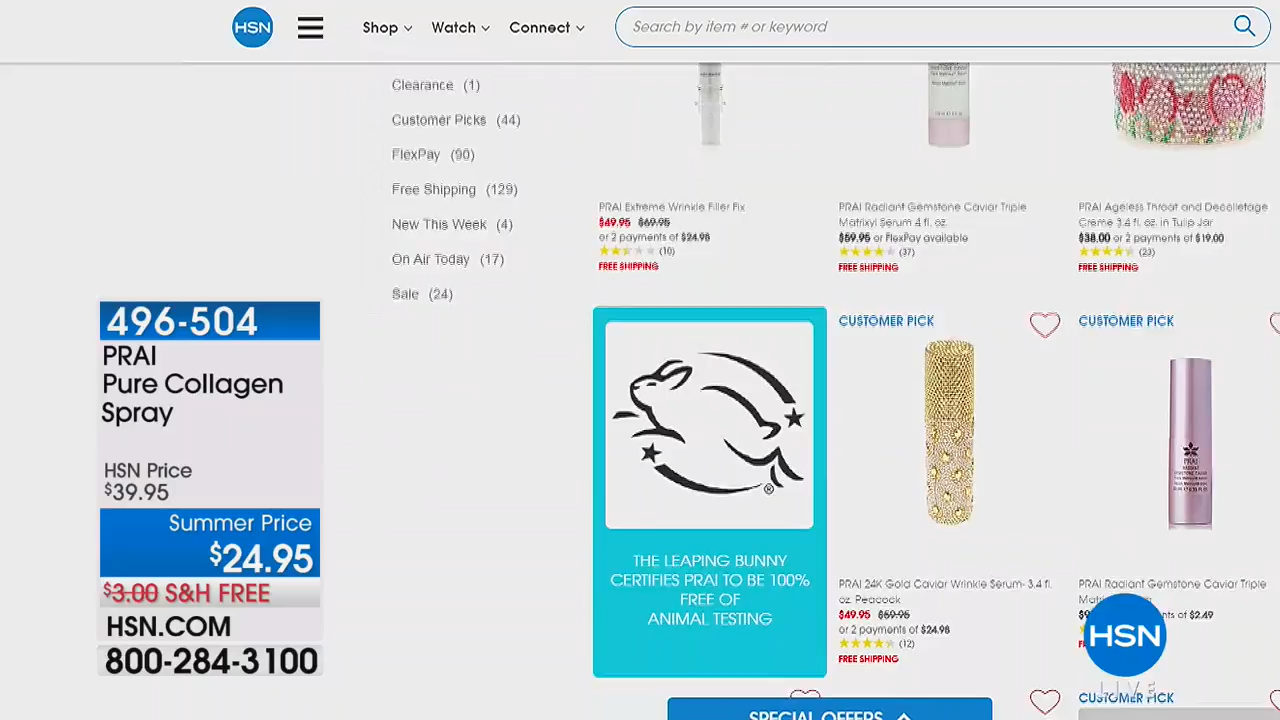 HSN
Shop
Watch
Connect
Search by item # or keyword
Clearance (1)
Customer Picks (44)
FlexPay (90)
Free Shipping (129)
New This Week (4)
On Air Today (17)
Sale (24)
PRAI Extreme Wrinkle Filler Fix
$49.95 $69.95
or 2 payments of $24.98
(10)
FREE SHIPPING
PRAI Radiant Gemstone Caviar Triple
Matrixyl Serum 4 fl. oz.
$59.95 or FlexPay available
(37)
FREE SHIPPING
PRAI Ageless Throat and Decolletage
Creme 3.4 fl. oz. in Tulip Jar
$38.00 or 2 payments of $19.00
(23)
FREE SHIPPING
496-504
PRAI
Pure Collagen
Spray
HSN Price
$39.95
Summer Price
$24.95
$3.00 S&H FREE
HSN.COM
800-284-3100
®
THE LEAPING BUNNY
CERTIFIES PRAI TO BE 100%
FREE OF
ANIMAL TESTING
CUSTOMER PICK
PRAI 24K Gold Caviar Wrinkle Serum- 3.4 fl.
oz. Peacock
$49.95 $59.95
or 2 payments of $24.98
(12)
FREE SHIPPING
CUSTOMER PICK
PRAI
PRAI Radiant Gemstone Caviar Triple
of $2.49
HSN
LIVE
CUSTOMER PICK
SPECIAL OFFERS